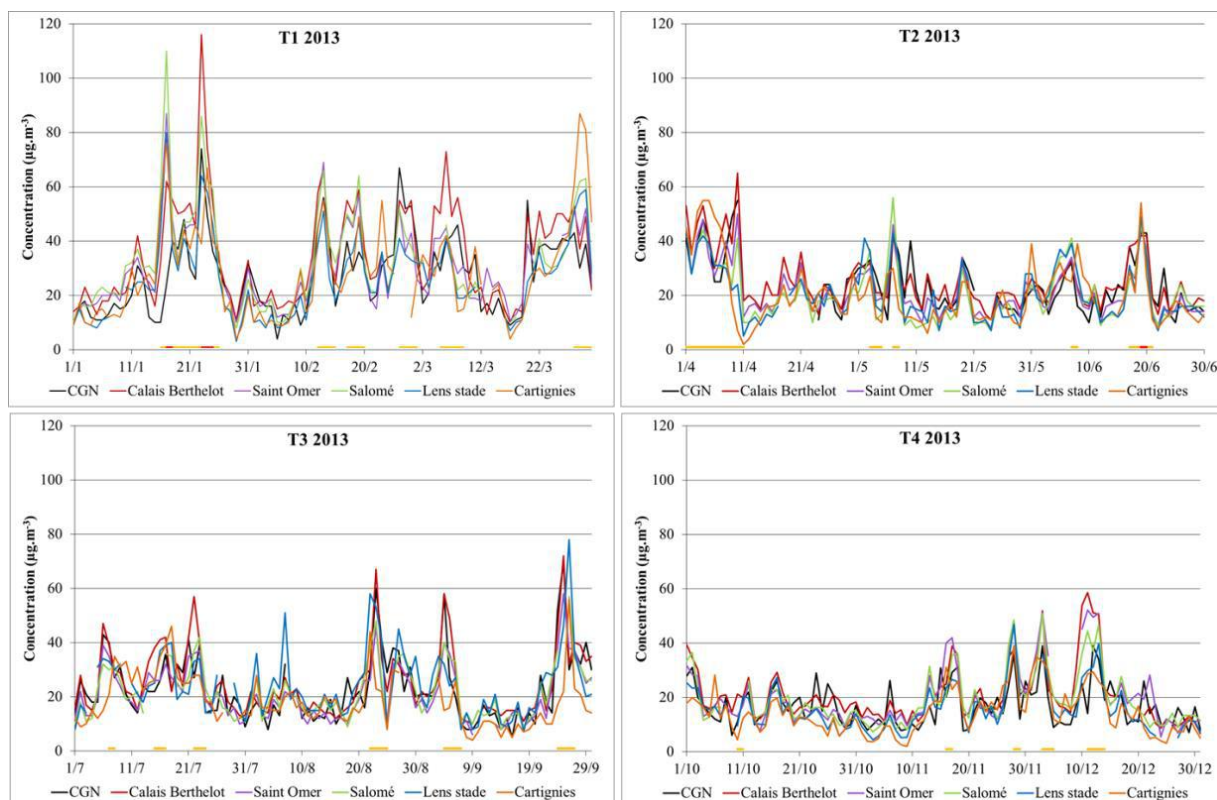 T1 2013
Concentration (µg.m-3)
120
100
80
60
40
20
0
1/1 11/1 21/1 31/1 10/2 20/2 2/3 12/3 22/3
CGN Calais Berthelot Saint Omer Salomé Lens stade Cartignies
T2 2013
Concentration (µg.m-3)
120
100
80
60
40
20
0
1/4 11/4 21/4 1/5 11/5 21/5 31/5 10/6 20/6 30/6
CGN Calais Berthelot Saint Omer Salomé Lens stade Cartignies
T3 2013
Concentration (µg.m-3)
120
100
80
60
40
20
0
1/7 11/7 21/7 31/7 10/8 20/8 30/8 9/9 19/9 29/9
CGN Calais Berthelot Saint Omer Salomé Lens stade Cartignies
T4 2013
Concentration (µg.m-3)
120
100
80
60
40
20
0
1/10 11/10 21/10 31/10 10/11 20/11 30/11 10/12 20/12 30/12
CGN Calais Berthelot Saint Omer Salomé Lens stade Cartignies